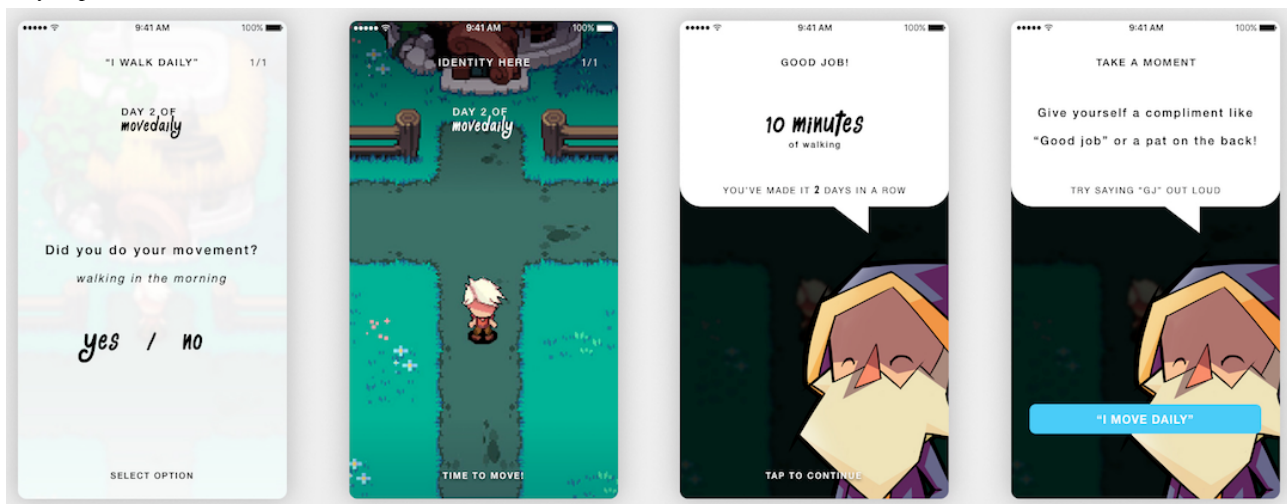 9:41 AM 100%
“I WALK DAILY” 1/1
DAY 2 OF
movedaily
Did you do your movement?
walking in the morning
yes / no
SELECT OPTION
9:41 AM 100%
IDENTITY HERE 1/1
DAY 2 OF
movedaily
TIME TO MOVE!
9:41 AM 100%
GOOD JOB!
10 minutes
of walking
YOU’VE MADE IT 2 DAYS IN A ROW
TAP TO CONTINUE
9:41 AM 100%
TAKE A MOMENT
Give yourself a compliment like
“Good job” or a pat on the back!
TRY SAYING “GJ” OUT LOUD
“I MOVE DAILY”